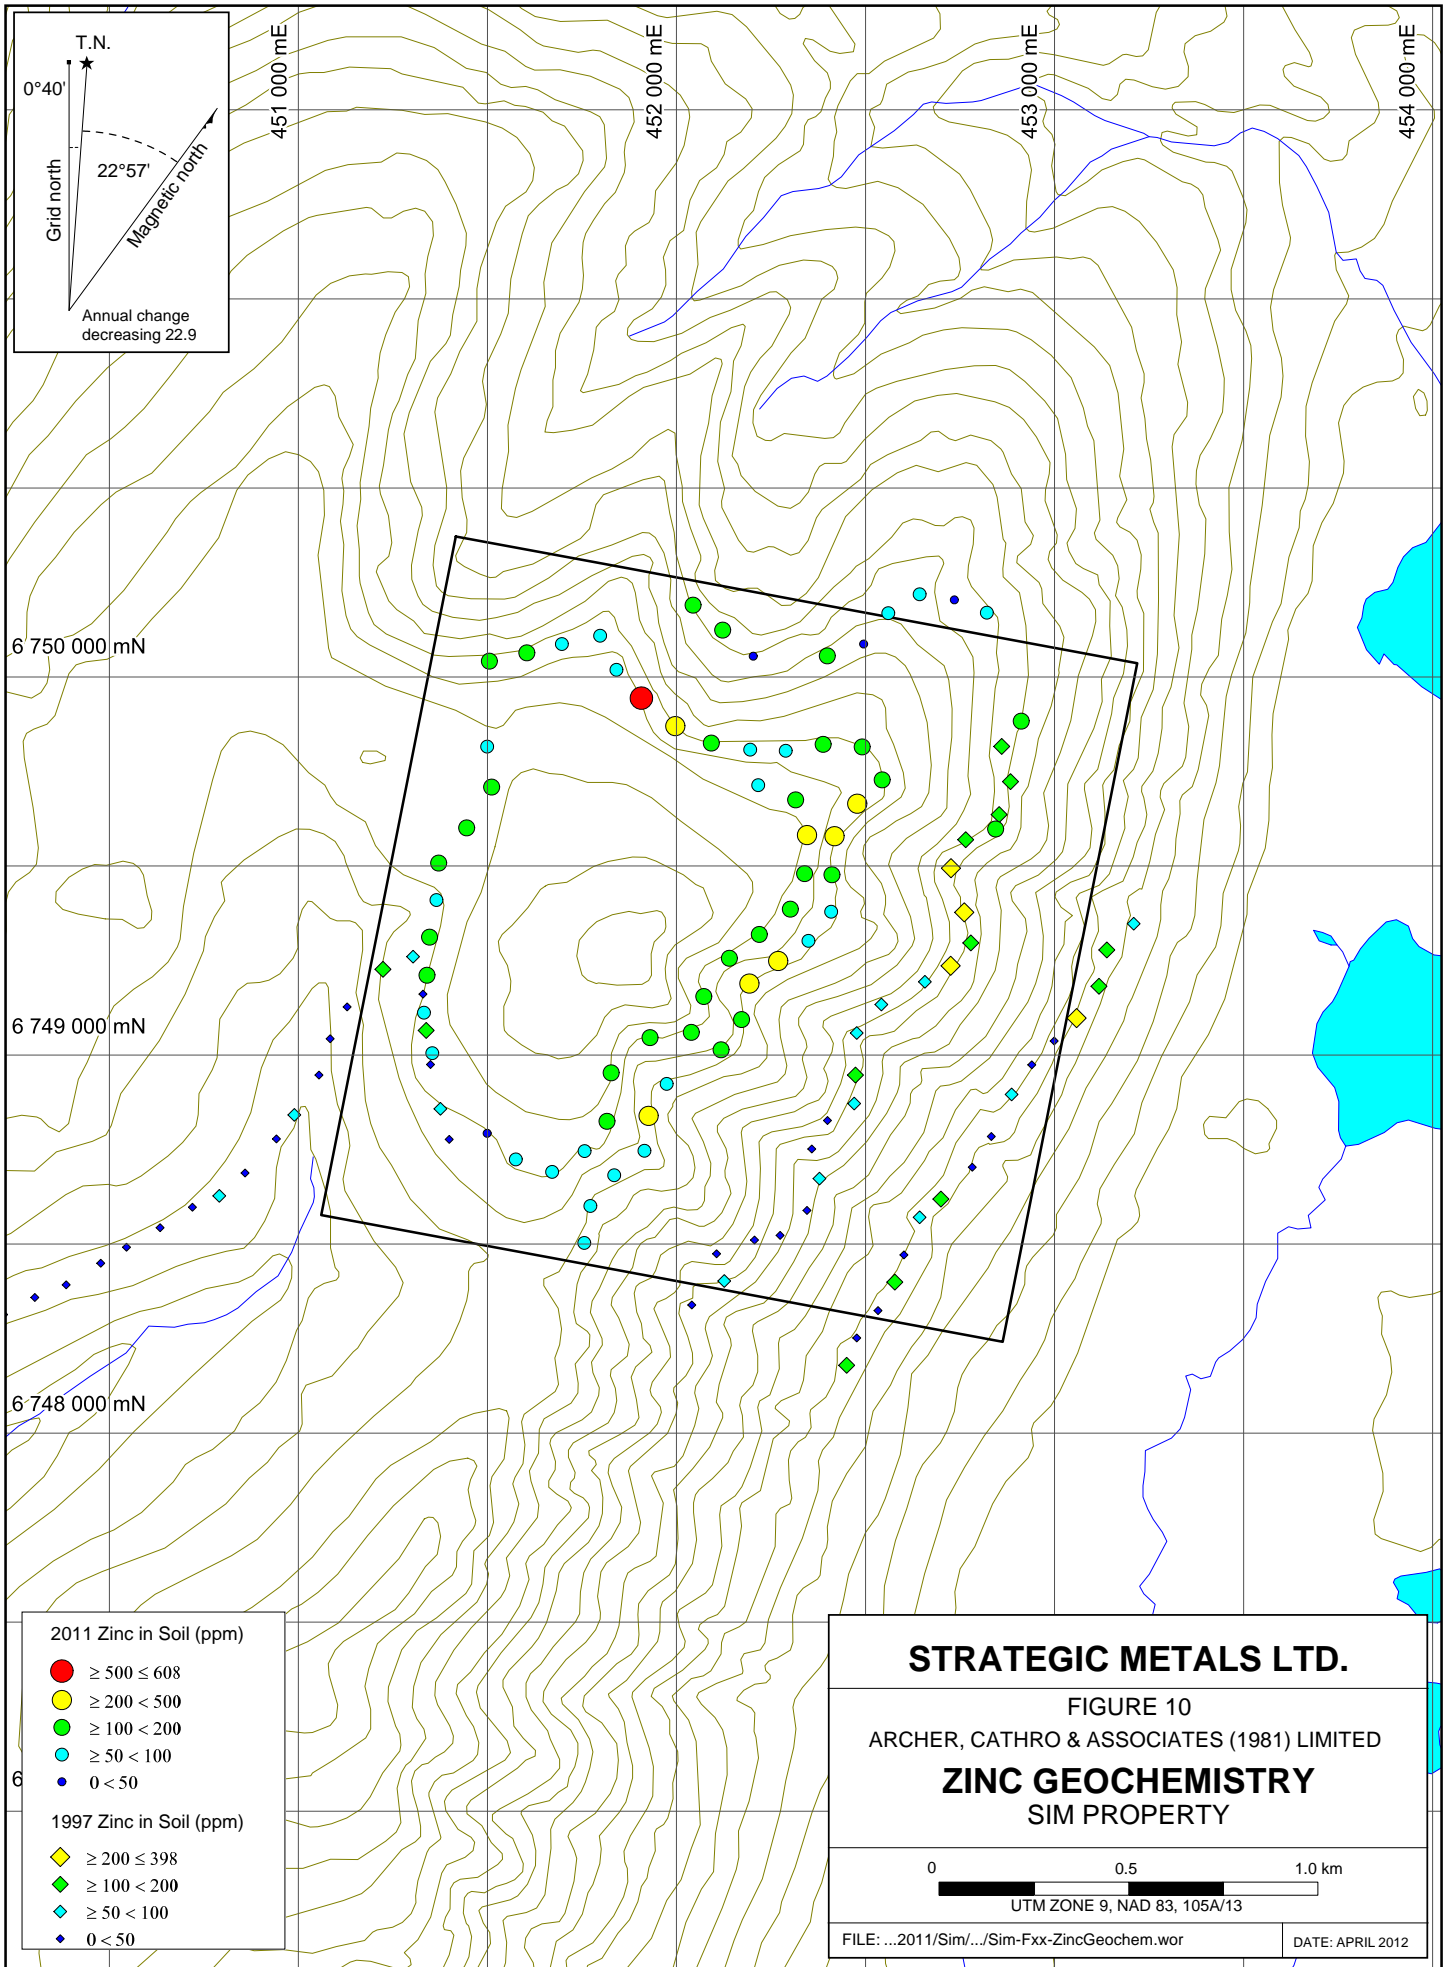 T.N.
0°40'
22°57'
Grid north
Magnetic north
Annual change
decreasing 22.9
451 000 mE
452 000 mE
453 000 mE
454 000 mE
6 750 000 mN
6 749 000 mN
6 748 000 mN
6
2011 Zinc in Soil (ppm)
≥ 500 ≤ 608
≥ 200 < 500
≥ 100 < 200
≥ 50 < 100
0 < 50
1997 Zinc in Soil (ppm)
≥ 200 ≤ 398
≥ 100 < 200
≥ 50 < 100
0 < 50
STRATEGIC METALS LTD.
FIGURE 10
ARCHER, CATHRO & ASSOCIATES (1981) LIMITED
ZINC GEOCHEMISTRY
SIM PROPERTY
0 0.5 1.0 km
UTM ZONE 9, NAD 83, 105A/13
FILE: ...2011/Sim/.../Sim-Fxx-ZincGeochem.wor
DATE: APRIL 2012